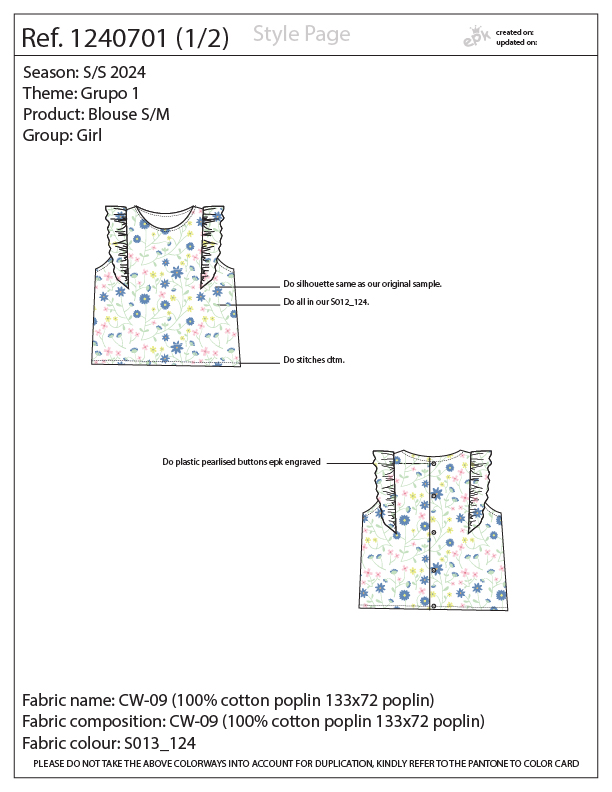 Ref. 1240701 (1/2)
Style Page
epk
created on:
updated on:
Season: S/S 2024
Theme: Grupo 1
Product: Blouse S/M
Group: Girl
Do silhouette same as our original sample.
Do all in our S012_124.
Do stitches dtm.
Do plastic pearlised buttons epk engraved
Fabric name: CW-09 (100% cotton poplin 133x72 poplin)
Fabric composition: CW-09 (100% cotton poplin 133x72 poplin)
Fabric colour: S013_124
PLEASE DO NOT TAKE THE ABOVE COLORWAYS INTO ACCOUNT FOR DUPLICATION, KINDLY REFER TO THE PANTONE TO COLOR CARD